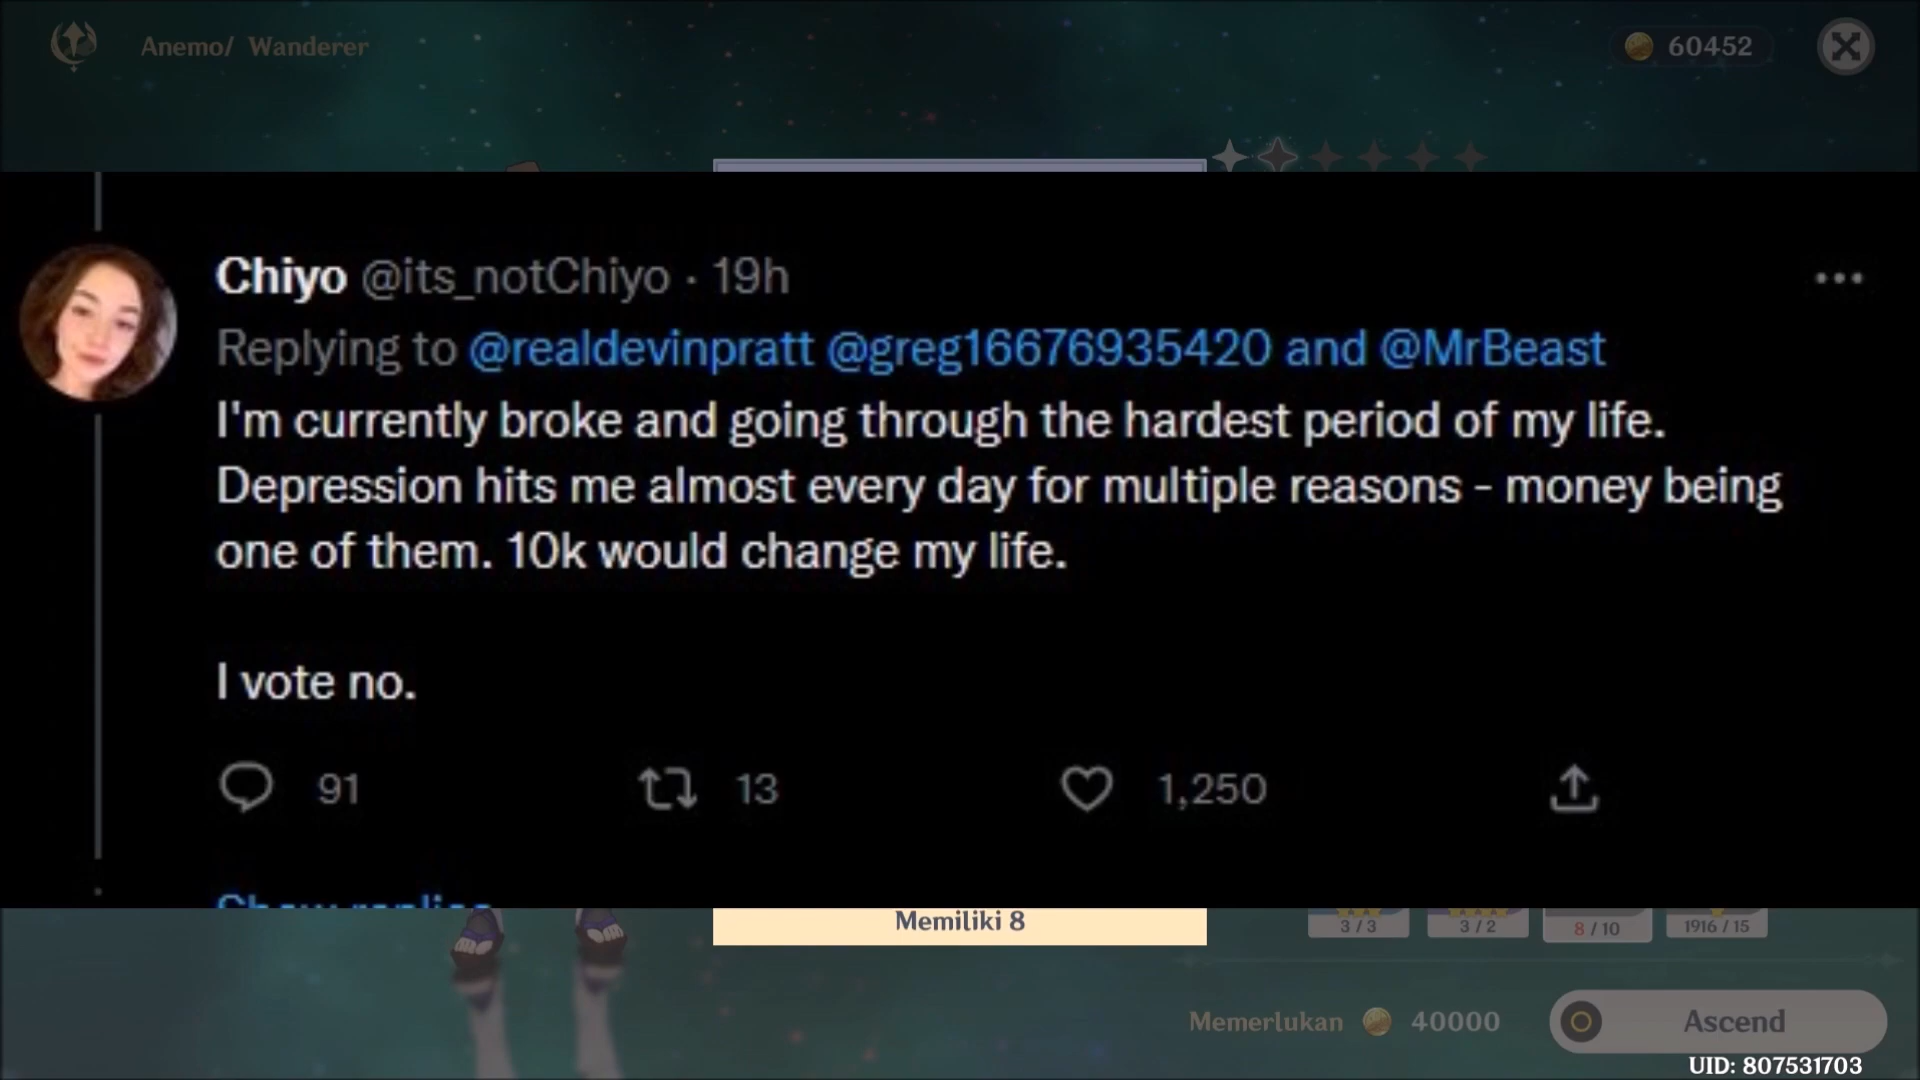 Anemo/ Wanderer
60452
Chiyo @its_notChiyo · 19h
Replying to @realdevinpratt @greg16676935420 and @MrBeast
I'm currently broke and going through the hardest period of my life.
Depression hits me almost every day for multiple reasons - money being
one of them. 10k would change my life.
I vote no.
91 13 1,250
Show replies
Memiliki 8
3/3 3/2 8/10 1916/15
Memerlukan 40000 Ascend
UID: 807531703